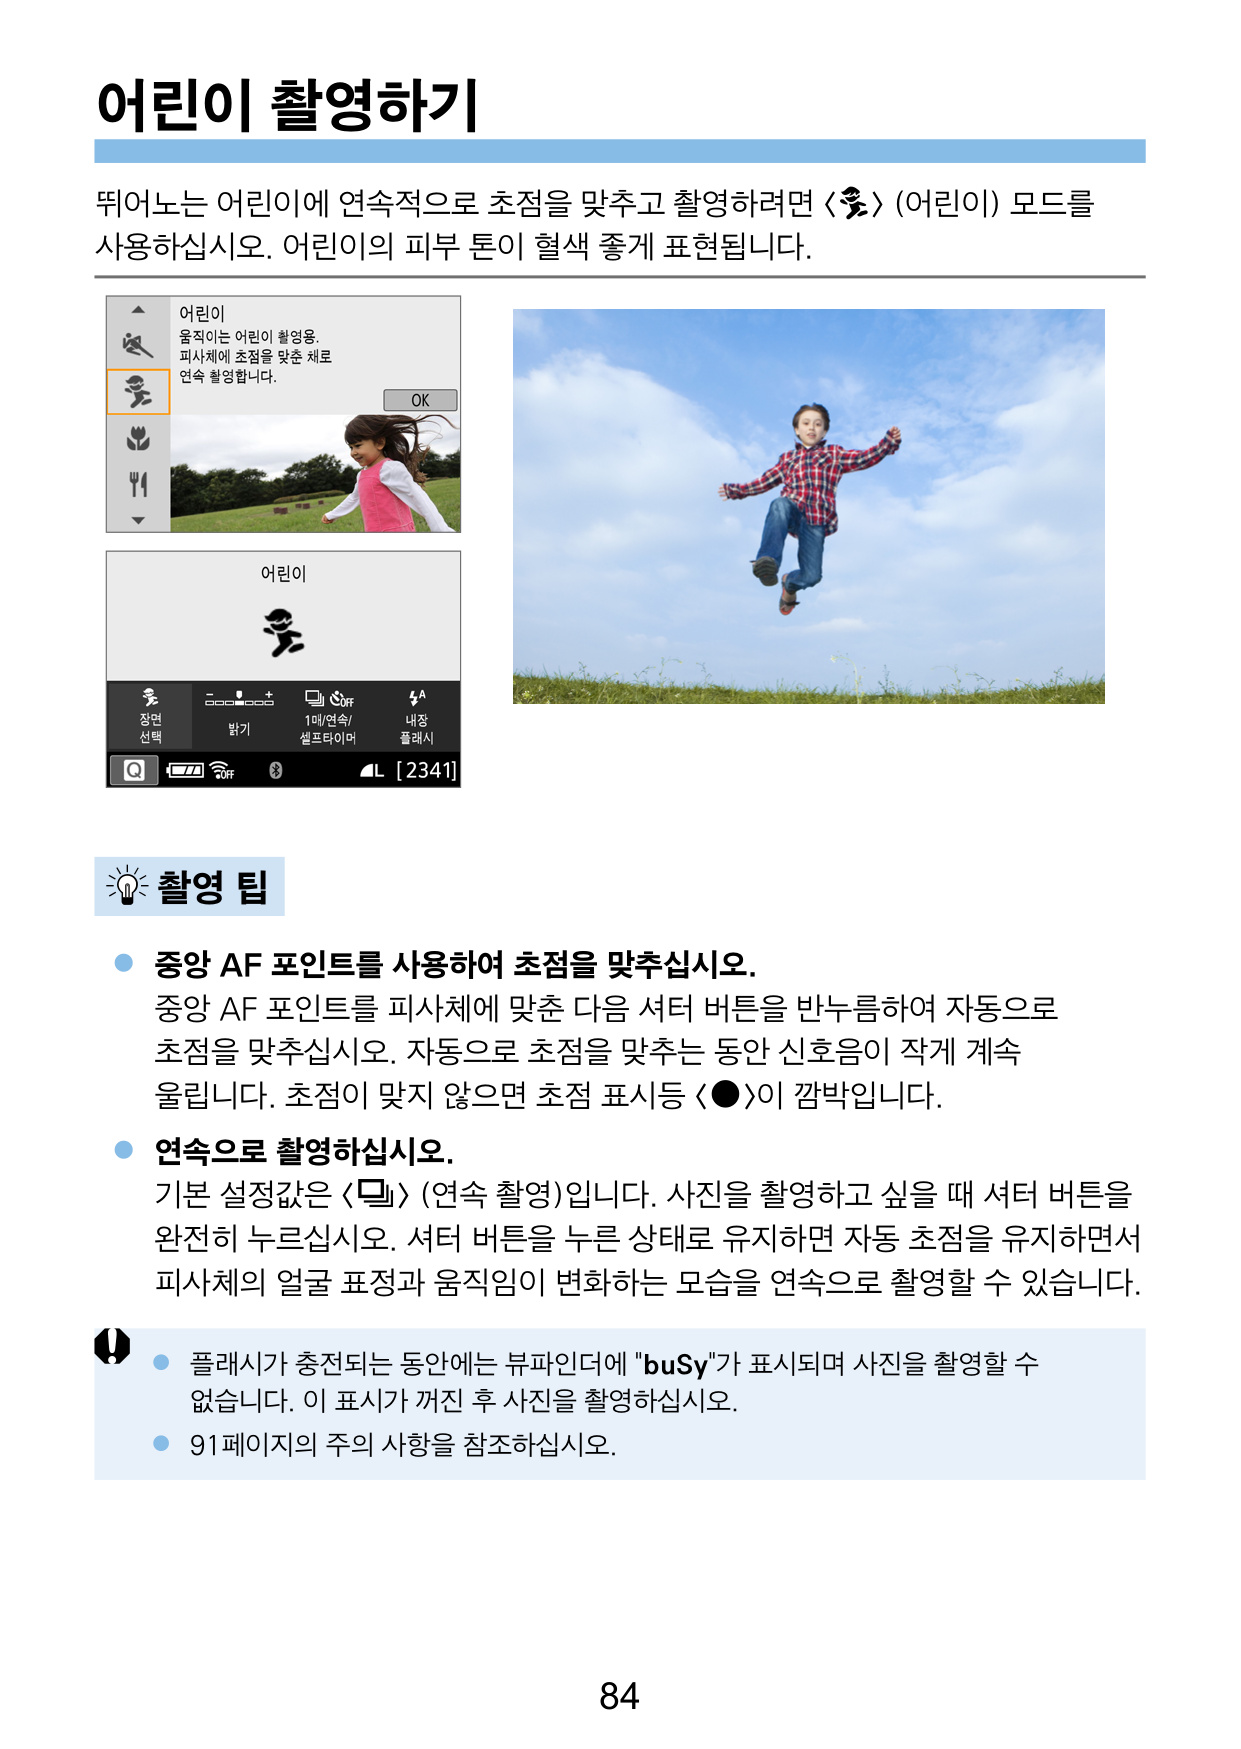 어린이 촬영하기
뛰어노는 어린이에 연속적으로 초점을 맞추고 촬영하려면 < > (어린이) 모드를
사용하십시오. 어린이의 피부 톤이 혈색 좋게 표현됩니다.
어린이
움직이는 어린이 촬영용.
피사체에 초점을 맞춘 채로
연속 촬영합니다.
OK
어린이
장면
선택
밝기
OFF
1매/연속/
셀프타이머
A
내장
플래시
Q OFF L [2341]
촬영 팁
● 중앙 AF 포인트를 사용하여 초점을 맞추십시오.
중앙 AF 포인트를 피사체에 맞춘 다음 셔터 버튼을 반누름하여 자동으로
초점을 맞추십시오. 자동으로 초점을 맞추는 동안 신호음이 작게 계속
울립니다. 초점이 맞지 않으면 초점 표시등 <●>이 깜박입니다.
● 연속으로 촬영하십시오.
기본 설정값은 < > (연속 촬영)입니다. 사진을 촬영하고 싶을 때 셔터 버튼을
완전히 누르십시오. 셔터 버튼을 누른 상태로 유지하면 자동 초점을 유지하면서
피사체의 얼굴 표정과 움직임이 변화하는 모습을 연속으로 촬영할 수 있습니다.
● 플래시가 충전되는 동안에는 뷰파인더에 "buSy"가 표시되며 사진을 촬영할 수
없습니다. 이 표시가 꺼진 후 사진을 촬영하십시오.
● 91페이지의 주의 사항을 참조하십시오.
84